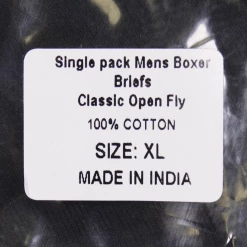 Single pack Mens Boxer
Briefs
Classic Open Fly
100% COTTON
SIZE: XL
MADE IN INDIA